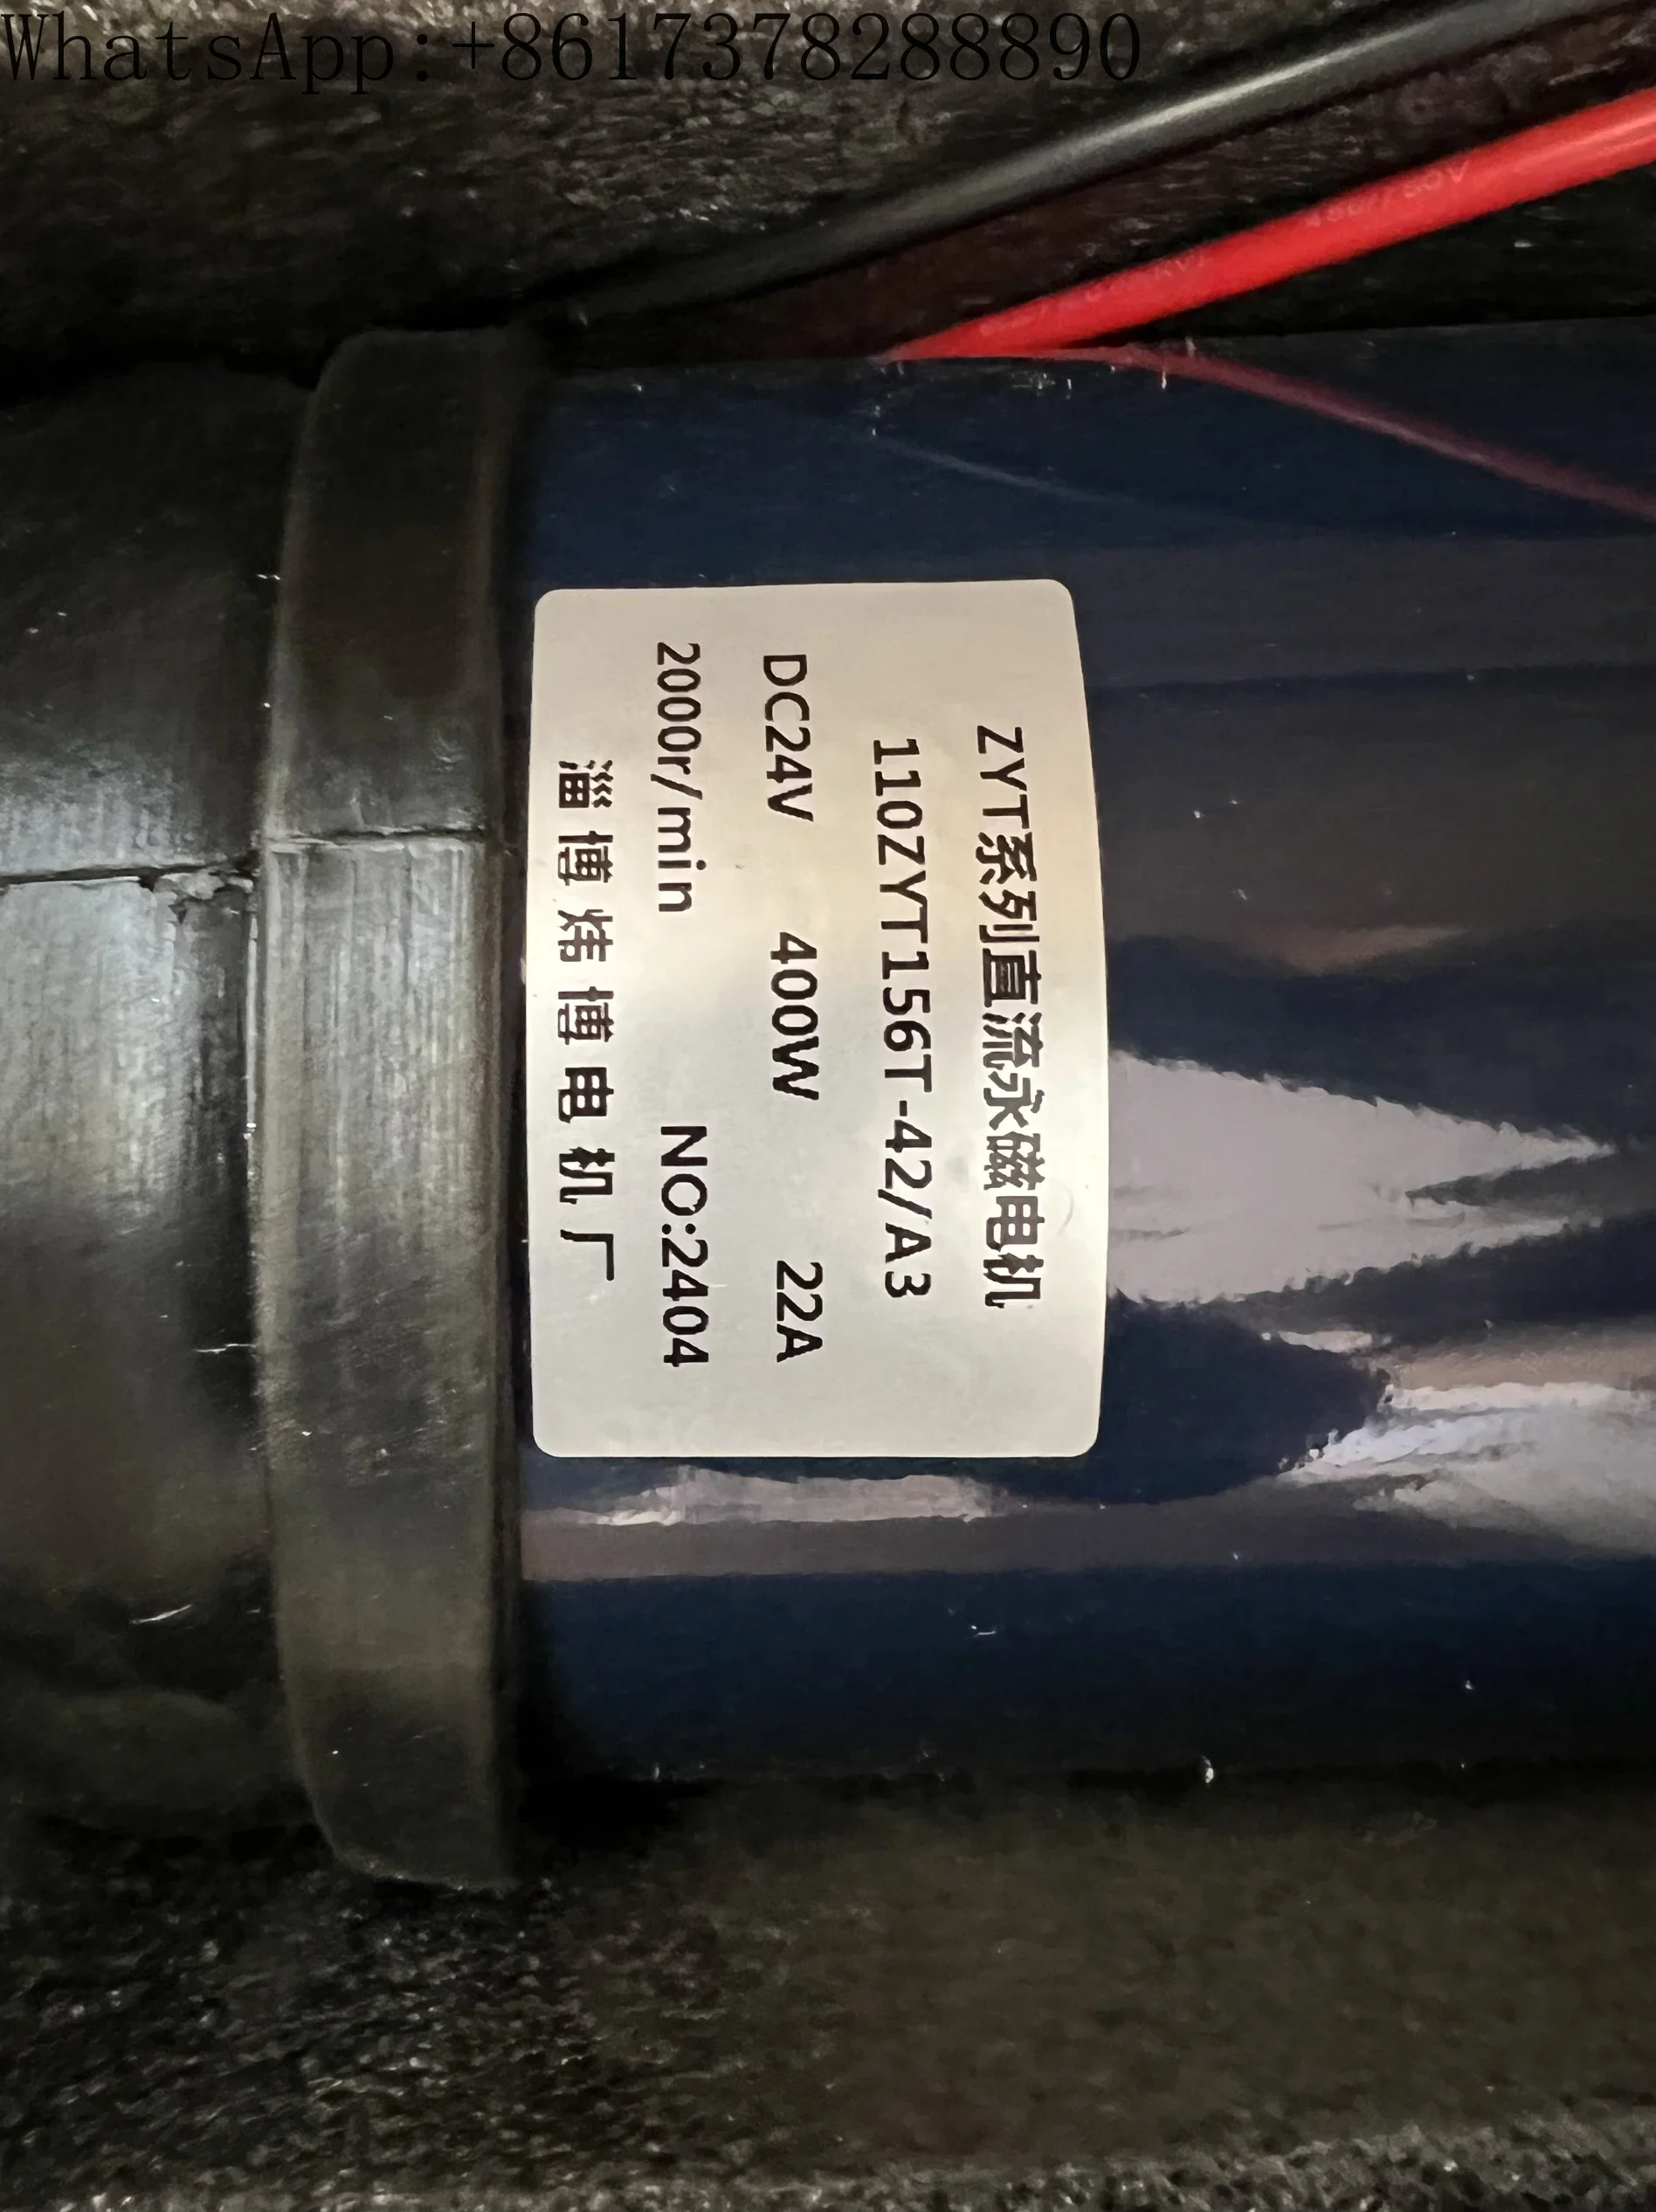 WhatsApp:+8617378288890
ZYT系列直流永磁电机
110ZYT156T-42/A3
DC24V 400W 22A
2000r/min NO:2404
淄博炜博电机厂